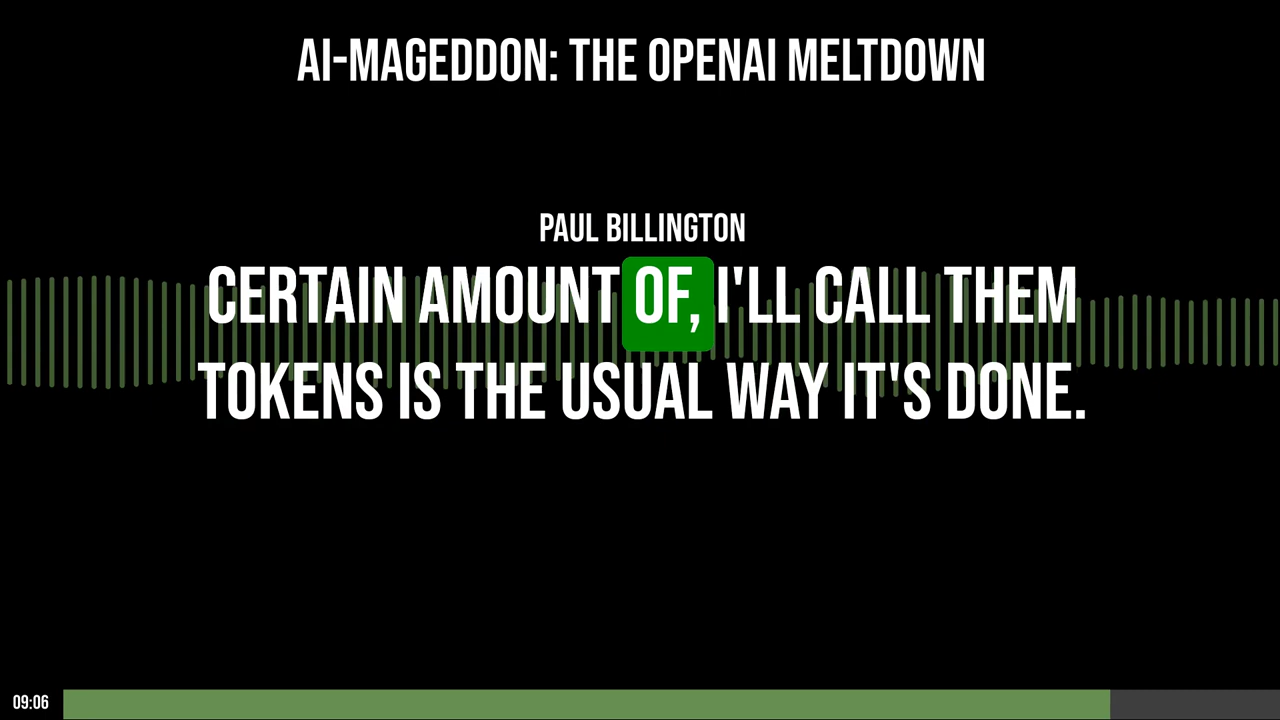 AI-MAGEDDON: THE OPENAI MELTDOWN
PAUL BILLINGTON
CERTAIN AMOUNT OF, I'LL CALL THEM
TOKENS IS THE USUAL WAY IT'S DONE.
09:06